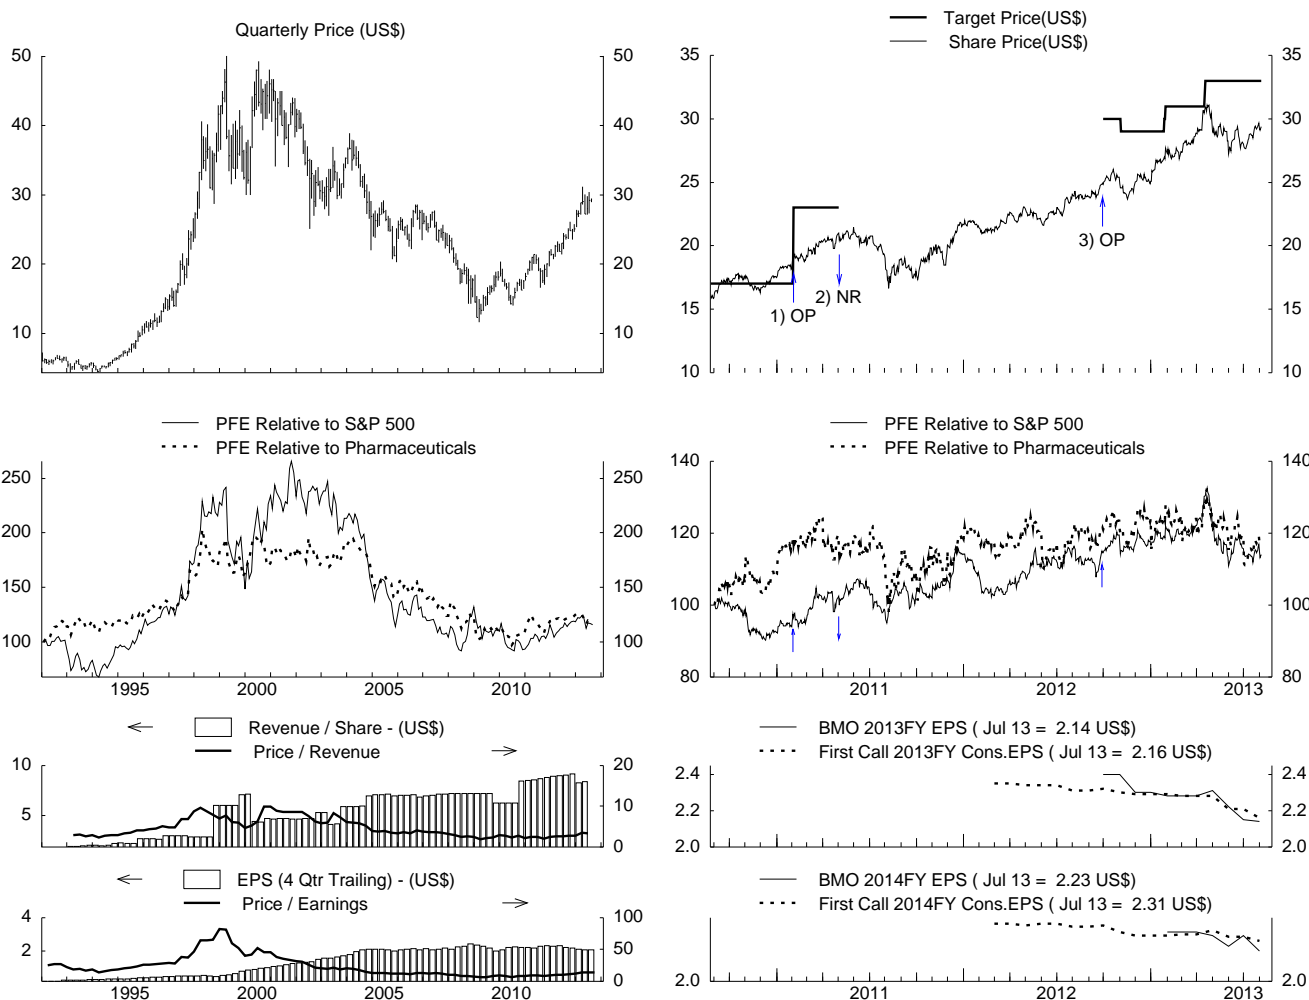 Quarterly Price (US$)
50
40
30
20
10
50
40
30
20
10
Target Price(US$)
Share Price(US$)
35
30
25
20
15
10
35
30
25
20
15
10
1) OP
2) NR
3) OP
PFE Relative to S&P 500
PFE Relative to Pharmaceuticals
250
200
150
100
250
200
150
100
1995 2000 2005 2010
PFE Relative to S&P 500
PFE Relative to Pharmaceuticals
140
120
100
80
140
120
100
80
2011 2012 2013
Revenue / Share - (US$)
Price / Revenue
10
5
20
10
0
BMO 2013FY EPS ( Jul 13 = 2.14 US$)
First Call 2013FY Cons.EPS ( Jul 13 = 2.16 US$)
2.4
2.2
2.0
2.4
2.2
2.0
EPS (4 Qtr Trailing) - (US$)
Price / Earnings
4
2
100
50
0
1995 2000 2005 2010
BMO 2014FY EPS ( Jul 13 = 2.23 US$)
First Call 2014FY Cons.EPS ( Jul 13 = 2.31 US$)
2.0
2.0
2011 2012 2013